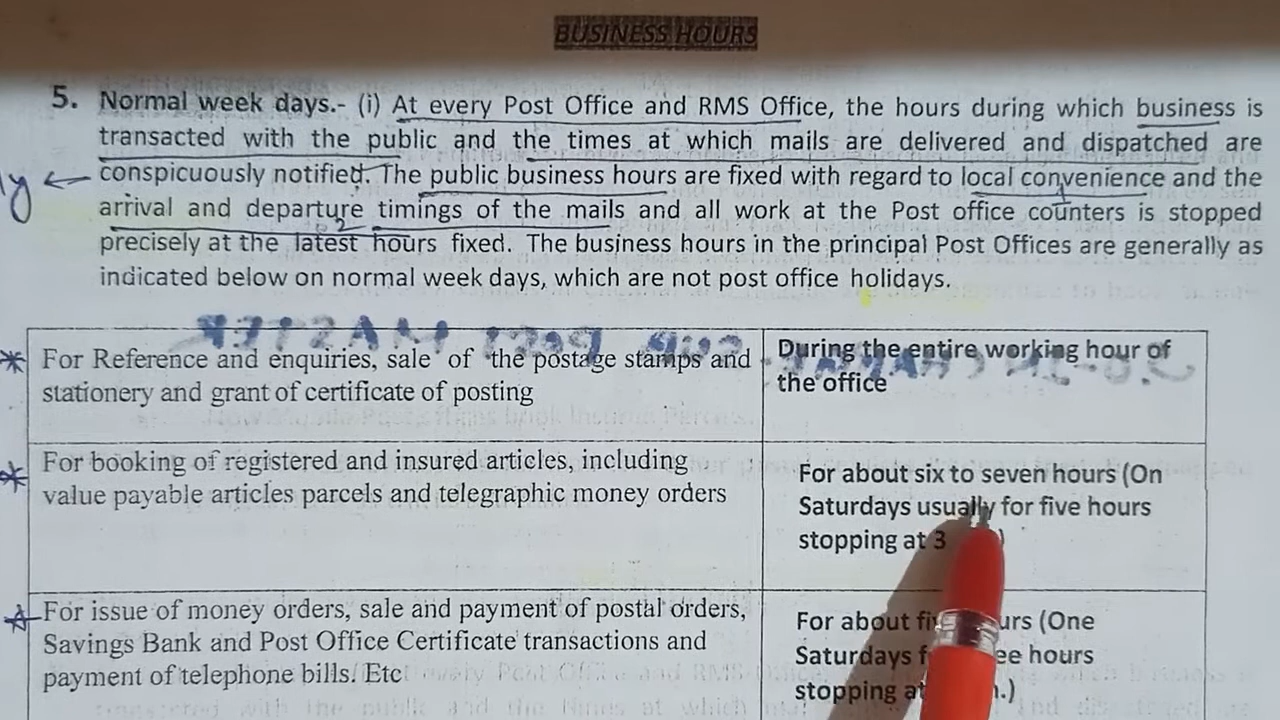 BUSINESS HOURS
5. Normal week days.- (i) At every Post Office and RMS Office, the hours during which business is
transacted with the public and the times at which mails are delivered and dispatched are
conspicuously notified. The public business hours are fixed with regard to local convenience and the
arrival and departure timings of the mails and all work at the Post office counters is stopped
precisely at the latest hours fixed. The business hours in the principal Post Offices are generally as
indicated below on normal week days, which are not post office holidays.
For Reference and enquiries, sale of the postage stamps and
stationery and grant of certificate of posting
During the entire working hour of
the office
For booking of registered and insured articles, including
value payable articles parcels and telegraphic money orders
For about six to seven hours (On
Saturdays usually for five hours
stopping at 3 )
For issue of money orders, sale and payment of postal orders,
Savings Bank and Post Office Certificate transactions and
payment of telephone bills. Etc
For about (One
Saturdays hours
stopping at